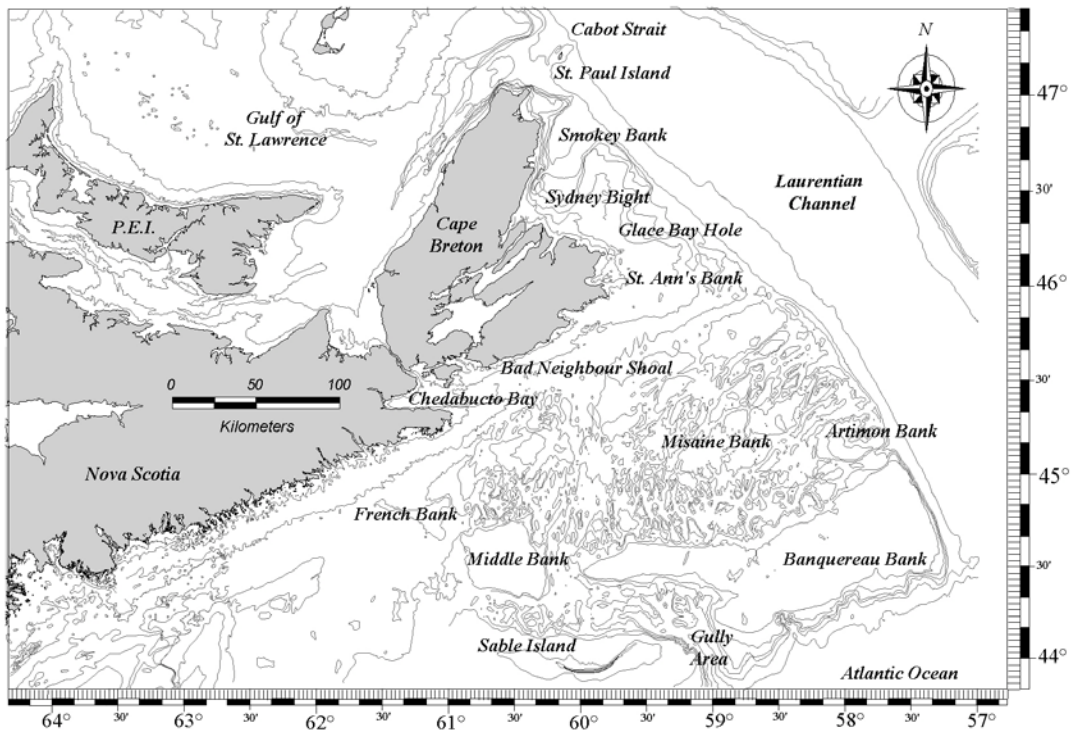 Cabot Strait
N
St. Paul Island
47°
Gulf of
St. Lawrence
Smokey Bank
Laurentian
Channel
30'
Sydney Bight
P.E.I.
Cape
Breton
Glace Bay Hole
St. Ann's Bank
46°
Bad Neighbour Shoal
30'
0 50 100
Chedabucto Bay
Kilometers
Misaine Bank
Artimon Bank
Nova Scotia
45°
French Bank
Middle Bank
Banquereau Bank
30'
Sable Island
Gully
Area
44°
Atlantic Ocean
64° 30' 63° 30' 62° 30' 61° 30' 60° 30' 59° 30' 58° 30' 57°